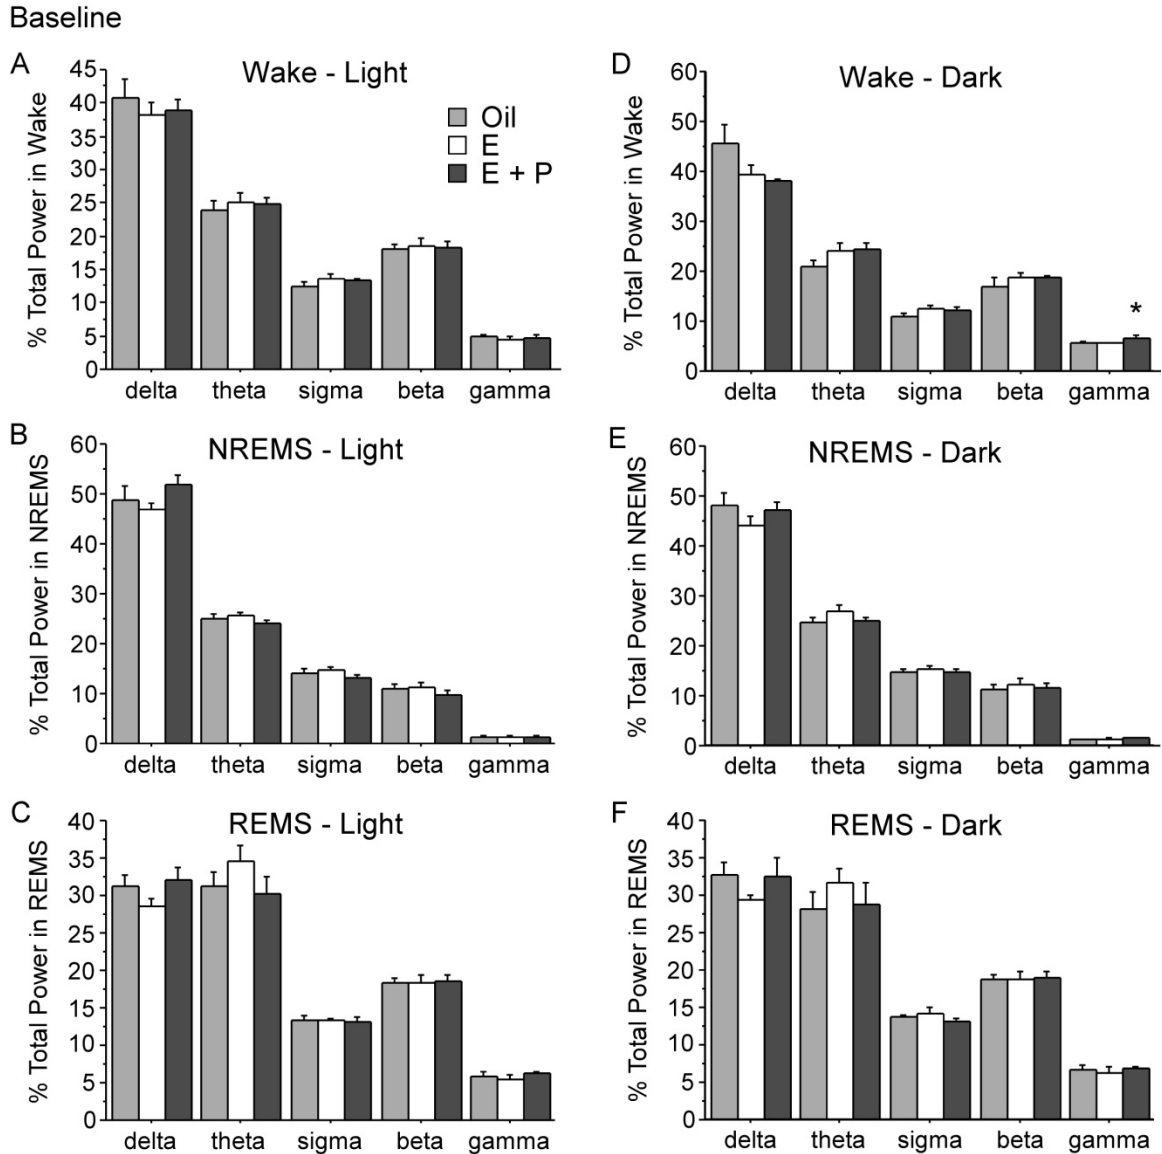 Baseline
A
Wake - Light
% Total Power in Wake
45
40
35
30
25
20
15
10
5
0
Oil
E
E + P
delta theta sigma beta gamma
D
Wake - Dark
% Total Power in Wake
60
50
40
30
20
10
0
*
delta theta sigma beta gamma
B
NREMS - Light
% Total Power in NREMS
60
50
40
30
20
10
0
delta theta sigma beta gamma
E
NREMS - Dark
% Total Power in NREMS
60
50
40
30
20
10
0
delta theta sigma beta gamma
C
REMS - Light
% Total Power in REMS
40
35
30
25
20
15
10
5
0
delta theta sigma beta gamma
F
REMS - Dark
% Total Power in REMS
40
35
30
25
20
15
10
5
0
delta theta sigma beta gamma